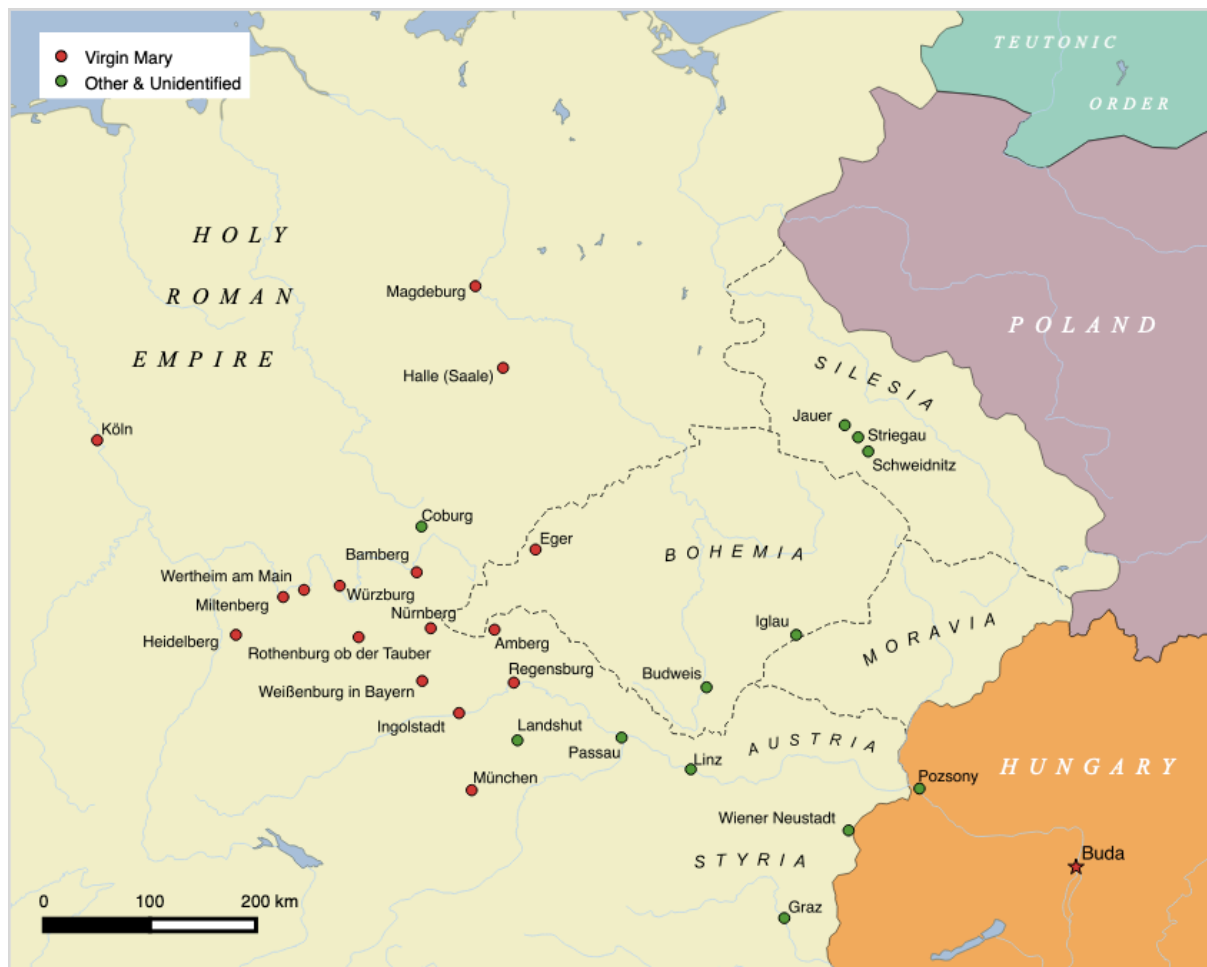 Virgin Mary
Other & Unidentified
TEUTONIC
ORDER
HOLY
ROMAN
EMPIRE
POLAND
Magdeburg
Halle (Saale)
SILESIA
Jauer
Striegau
Schweidnitz
Köln
Coburg
Eger
BOHEMIA
Bamberg
Wertheim am Main
Würzburg
Miltenberg
Nürnberg
Heidelberg
Rothenburg ob der Tauber
Amberg
Iglau
MORAVIA
Regensburg
Weißenburg in Bayern
Budweis
Ingolstadt
Landshut
Passau
AUSTRIA
Linz
HUNGARY
München
Pozsony
Wiener Neustadt
STYRIA
Buda
Graz
0 100 200 km